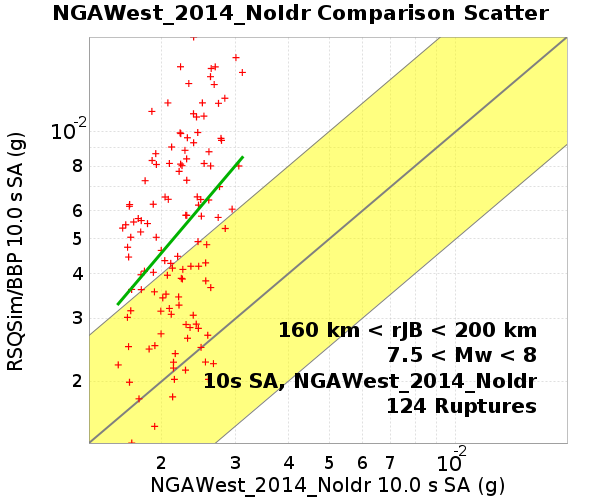 NGAWest_2014_NoIdr Comparison Scatter
RSQSim/BBP 10.0 s SA (g)
10-2
8
6
5
4
3
2
160 km < rJB < 200 km
7.5 < Mw < 8
10s SA, NGAWest_2014_NoIdr
124 Ruptures
2 3 4 5 6 7 10-2
NGAWest_2014_NoIdr 10.0 s SA (g)